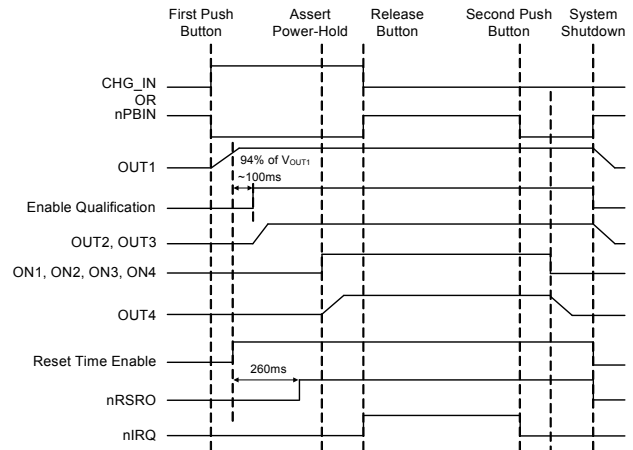 First Push Button
Assert Power-Hold
Release Button
Second Push Button
System Shutdown
CHG_IN
OR
nPBIN
OUT1
94% of VOUT1
~100ms
Enable Qualification
OUT2, OUT3
ON1, ON2, ON3, ON4
OUT4
Reset Time Enable
260ms
nRSRO
nIRQ